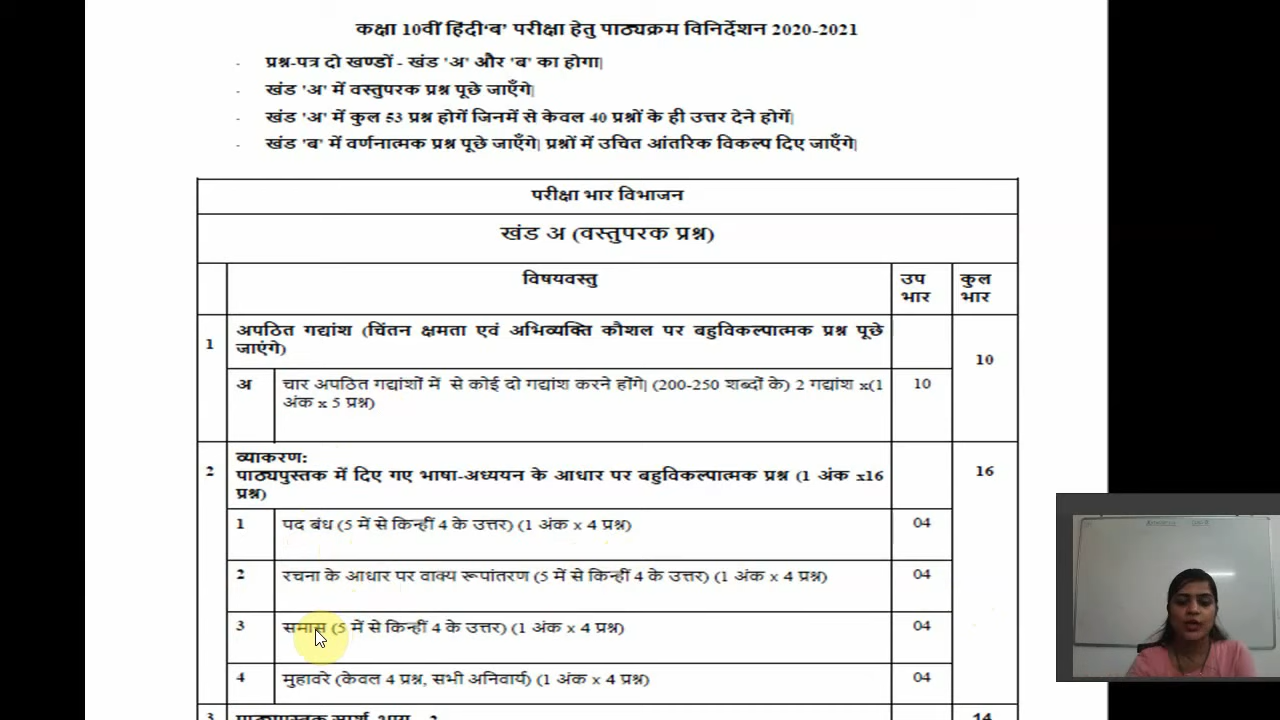 कक्षा 10वीं हिंदी'ब' परीक्षा हेतु पाठ्यक्रम विनिर्देशन 2020-2021
- प्रश्न-पत्र दो खण्डों - खंड 'अ' और 'ब' का होगा|
- खंड 'अ' में वस्तुपरक प्रश्न पूछे जाएँगे|
- खंड 'अ' में कुल 53 प्रश्न होगें जिनमें से केवल 40 प्रश्नों के ही उत्तर देने होगें|
- खंड 'ब' में वर्णनात्मक प्रश्न पूछे जाएँगे| प्रश्नों में उचित आंतरिक विकल्प दिए जाएँगे|
परीक्षा भार विभाजन
खंड अ (वस्तुपरक प्रश्न)
विषयवस्तु उप कुल
भार भार
अपठित गद्यांश (चिंतन क्षमता एवं अभिव्यक्ति कौशल पर बहुविकल्पात्मक प्रश्न पूछे
1 जाएंगे) 10
अ चार अपठित गद्यांशों में से कोई दो गद्यांश करने होंगे| (200-250 शब्दों के) 2 गद्यांश x(1 10
अंक x 5 प्रश्न)
व्याकरण:
2 पाठ्यपुस्तक में दिए गए भाषा-अध्ययन के आधार पर बहुविकल्पात्मक प्रश्न (1 अंक x16 16
प्रश्न)
1 पद बंध (5 में से किन्हीं 4 के उत्तर) (1 अंक x 4 प्रश्न) 04
2 रचना के आधार पर वाक्य रूपांतरण (5 में से किन्हीं 4 के उत्तर) (1 अंक x 4 प्रश्न) 04
3 समास (5 में से किन्हीं 4 के उत्तर) (1 अंक x 4 प्रश्न) 04
4 मुहावरे (केवल 4 प्रश्न, सभी अनिवार्य) (1 अंक x 4 प्रश्न) 04
3 पाठ्यपुस्तक स्पर्श भाग - 2 14